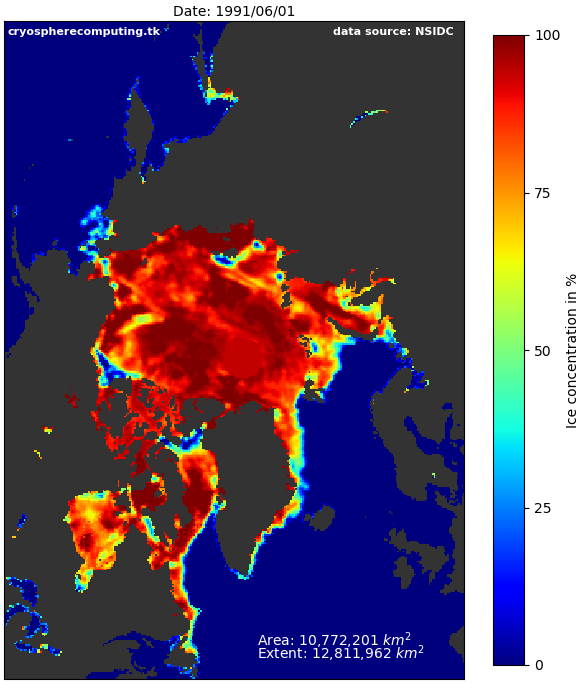 Date: 1991/06/01
cryospherecomputing.tk data source: NSIDC
100
75
50
25
0
Ice concentration in %
Area: 10,772,201 km²
Extent: 12,811,962 km²